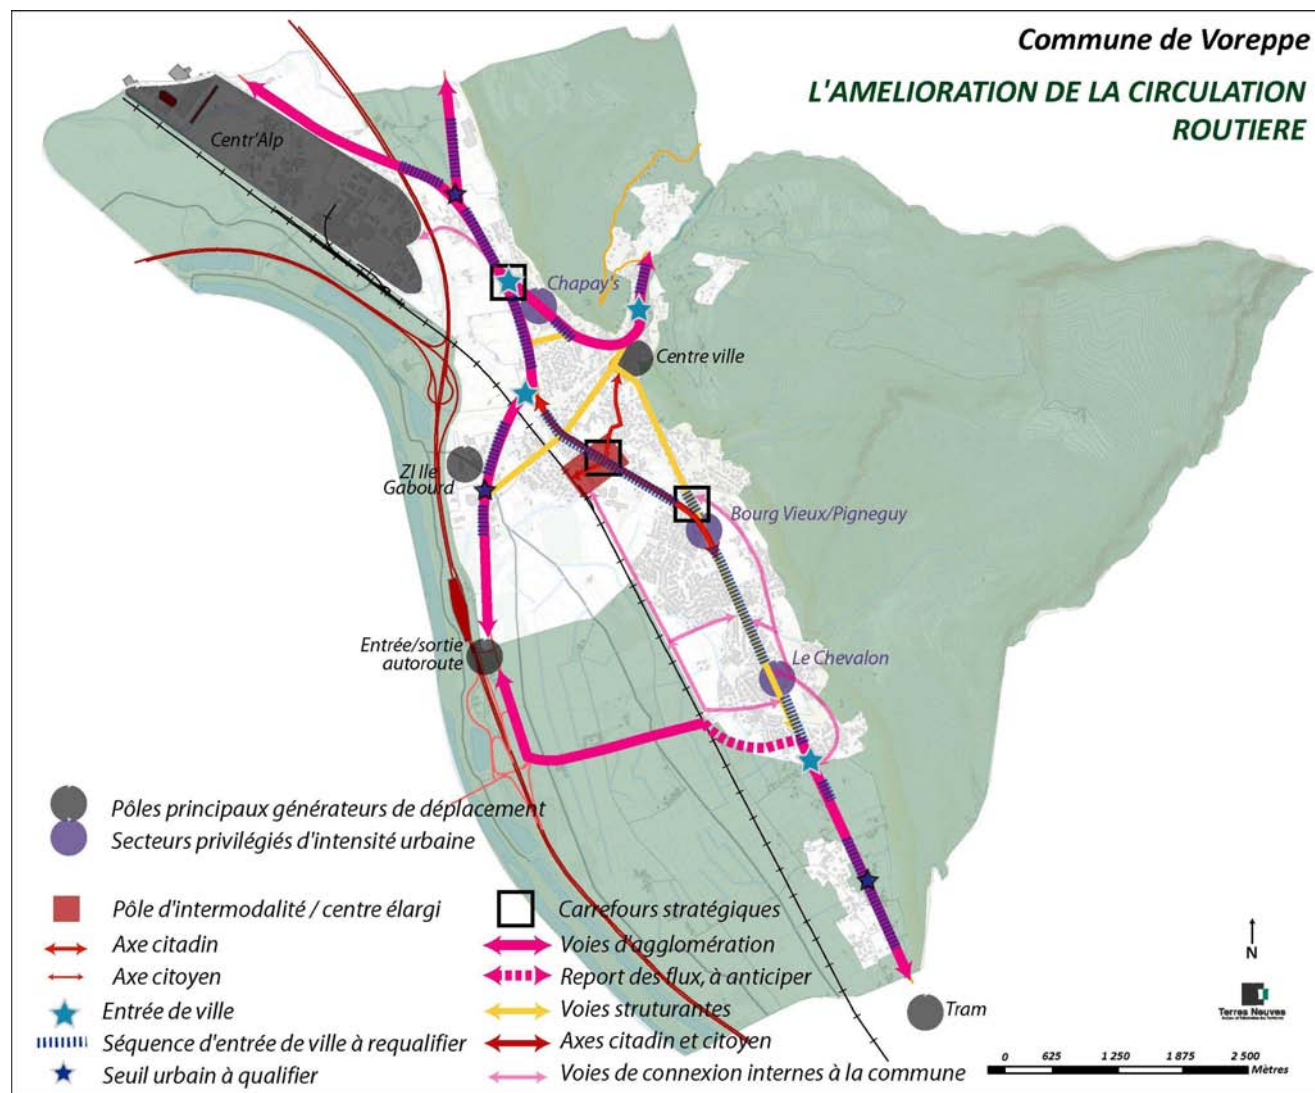 Commune de Voreppe
L'AMELIORATION DE LA CIRCULATION
ROUTIERE
Centr'Alp
Chapay's
Centre ville
ZI Ile
Gabourd
Bourg Vieux/Pigneguy
Entrée/sortie
autoroute
Le Chevalon
Pôles principaux générateurs de déplacement
Secteurs privilégiés d'intensité urbaine
Pôle d'intermodalité / centre élargi
Axe citadin
Axe citoyen
Entrée de ville
Séquence d'entrée de ville à requalifier
Seuil urbain à qualifier
Carrefours stratégiques
Voies d'agglomération
Report des flux, à anticiper
Voies struturantes
Axes citadin et citoyen
Voies de connexion internes à la commune
Tram
N
Terres Neuves
0 625 1 250 1 875 2 500
Mètres